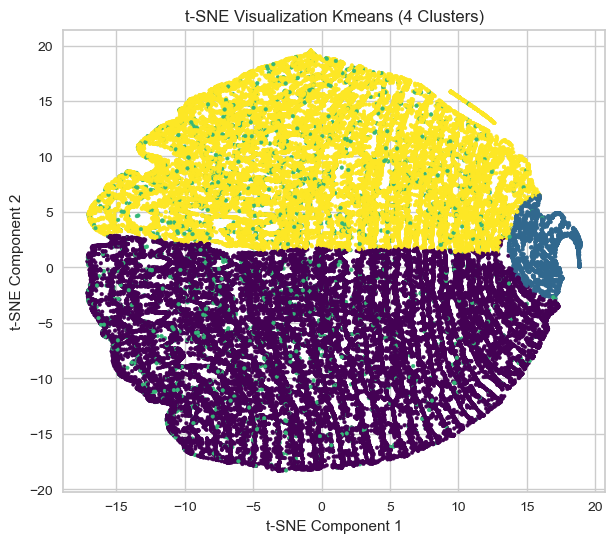 t-SNE Visualization Kmeans (4 Clusters)
20
15
10
5
0
−5
−10
−15
−20
t-SNE Component 2
−15 −10 −5 0 5 10 15 20
t-SNE Component 1